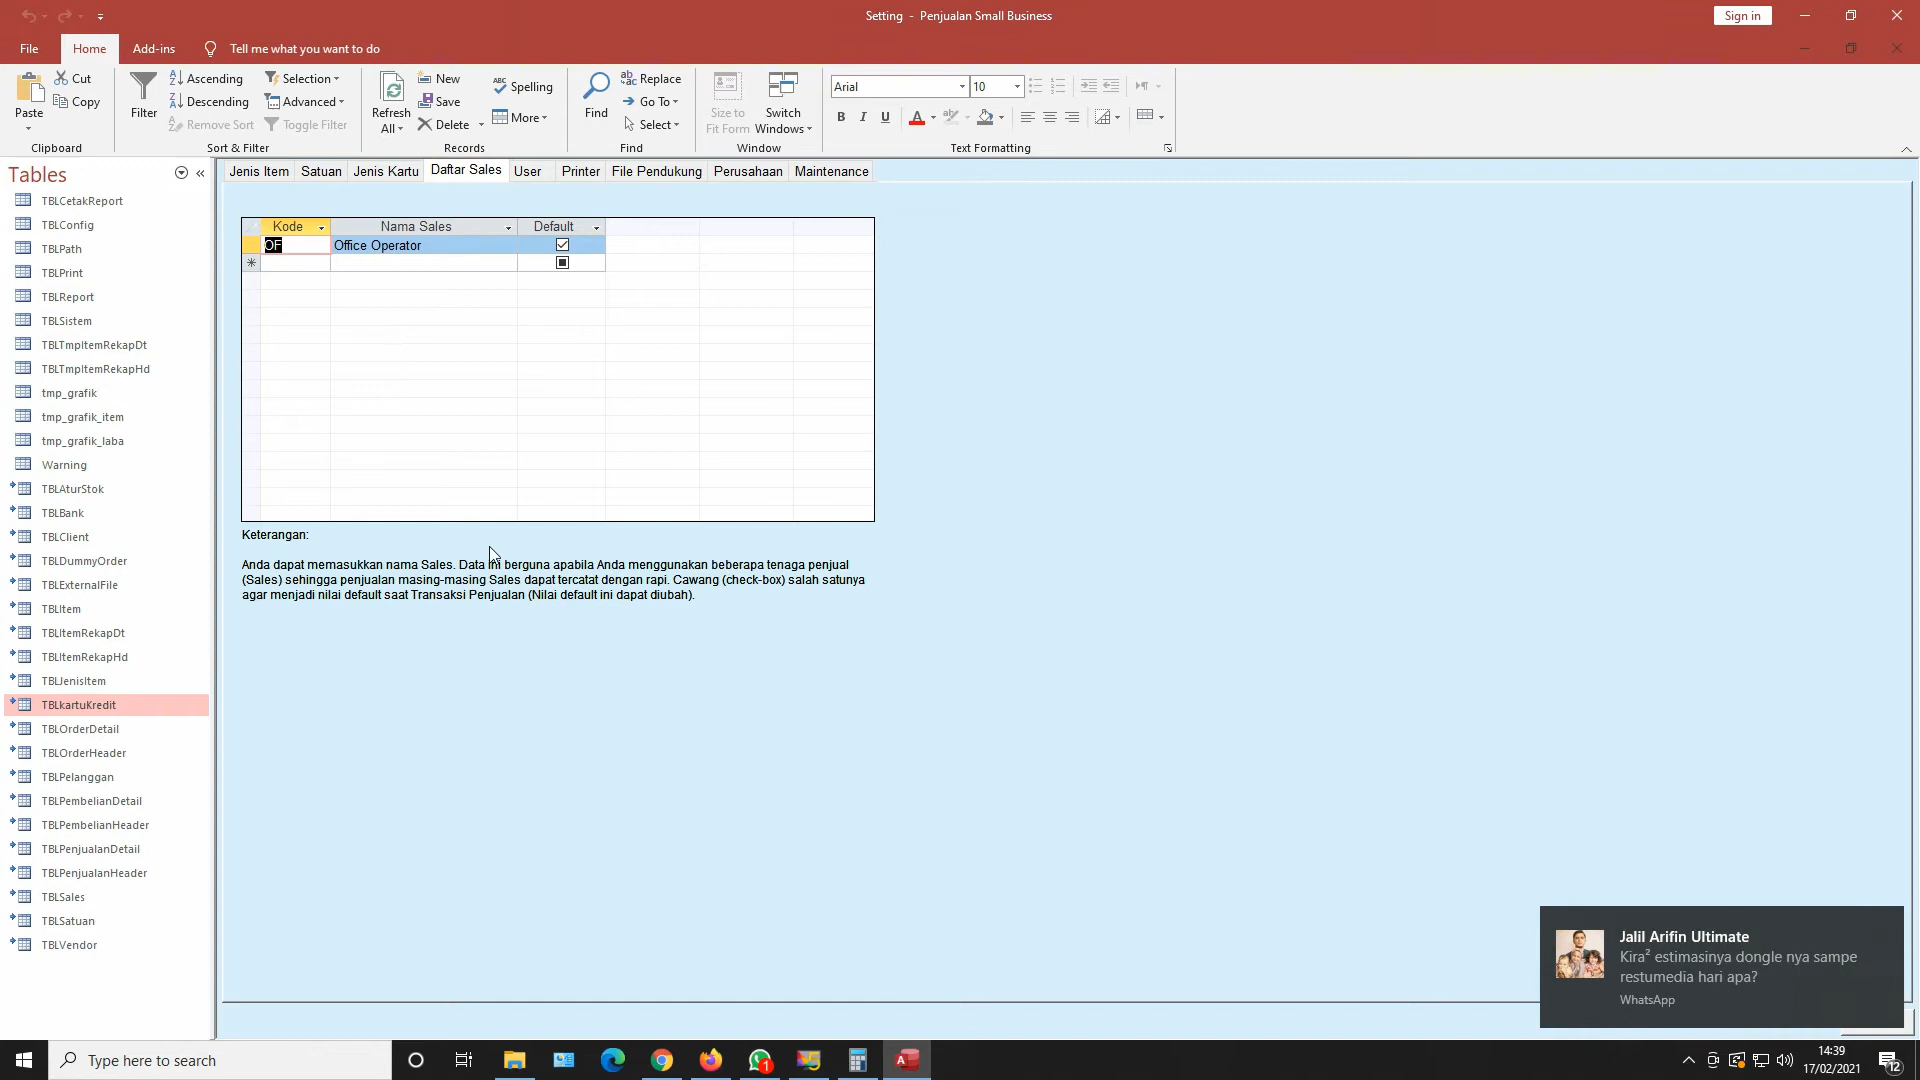 Setting - Penjualan Small Business
Sign in
File Home Add-ins Tell me what you want to do
Paste
Cut
Copy
Clipboard
Filter
Ascending
Descending
Remove Sort
Selection
Advanced
Toggle Filter
Sort & Filter
Refresh All
New
Save
Delete
Spelling
More
Records
Find
Replace
Go To
Select
Find
Size to Fit Form
Switch Windows
Window
Arial 10
B I U
Text Formatting
Tables
TBLCetakReport
TBLConfig
TBLPath
TBLPrint
TBLReport
TBLSistem
TBLTmpItemRekapDt
TBLTmpItemRekapHd
tmp_grafik
tmp_grafik_item
tmp_grafik_laba
Warning
TBLAturStok
TBLBank
TBLClient
TBLDummyOrder
TBLExternalFile
TBLItem
TBLItemRekapDt
TBLItemRekapHd
TBLJenisItem
TBLkartuKredit
TBLOrderDetail
TBLOrderHeader
TBLPelanggan
TBLPembelianDetail
TBLPembelianHeader
TBLPenjualanDetail
TBLPenjualanHeader
TBLSales
TBLSatuan
TBLVendor
Jenis Item Satuan Jenis Kartu Daftar Sales User Printer File Pendukung Perusahaan Maintenance
Kode Nama Sales Default
OF Office Operator
Keterangan:
Anda dapat memasukkan nama Sales. Data ini berguna apabila Anda menggunakan beberapa tenaga penjual
(Sales) sehingga penjualan masing-masing Sales dapat tercatat dengan rapi. Cawang (check-box) salah satunya
agar menjadi nilai default saat Transaksi Penjualan (Nilai default ini dapat diubah).
Jalil Arifin Ultimate
Kira² estimasinya dongle nya sampe
restumedia hari apa?
WhatsApp
Type here to search
1
14:39
17/02/2021
12